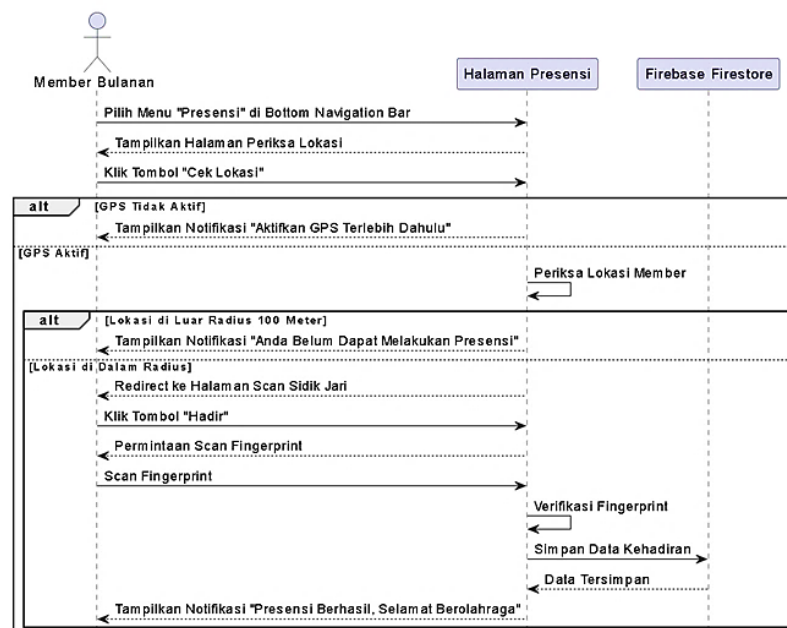 Member Bulanan
Halaman Presensi
Firebase Firestore
Pilih Menu "Presensi" di Bottom Navigation Bar
Tampilkan Halaman Periksa Lokasi
Klik Tombol "Cek Lokasi"
alt
[GPS Tidak Aktif]
Tampilkan Notifikasi "Aktifkan GPS Terlebih Dahulu"
[GPS Aktif]
Periksa Lokasi Member
alt
[Lokasi di Luar Radius 100 Meter]
Tampilkan Notifikasi "Anda Belum Dapat Melakukan Presensi"
[Lokasi di Dalam Radius]
Redirect ke Halaman Scan Sidik Jari
Klik Tombol "Hadir"
Permintaan Scan Fingerprint
Scan Fingerprint
Verifikasi Fingerprint
Simpan Data Kehadiran
Data Tersimpan
Tampilkan Notifikasi "Presensi Berhasil, Selamat Berolahraga"